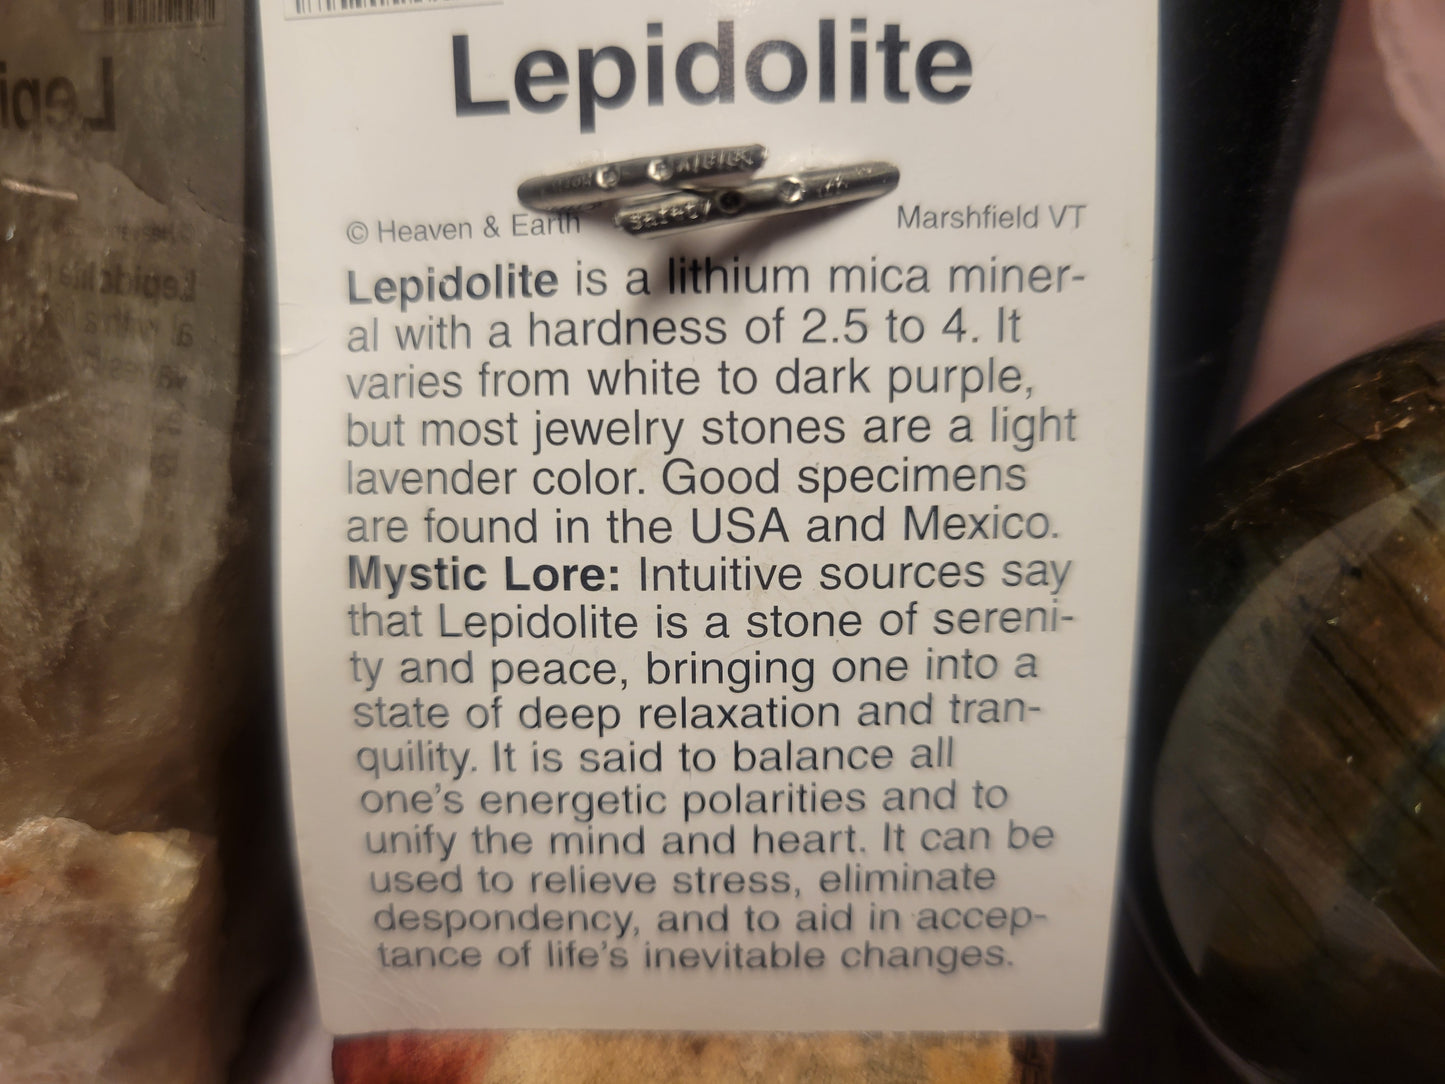 Lepidolite
Safety
© Heaven & Earth Marshfield VT
Lepidolite is a lithium mica miner-
al with a hardness of 2.5 to 4. It
varies from white to dark purple,
but most jewelry stones are a light
lavender color. Good specimens
are found in the USA and Mexico.
Mystic Lore: Intuitive sources say
that Lepidolite is a stone of sereni-
ty and peace, bringing one into a
state of deep relaxation and tran-
quility. It is said to balance all
one's energetic polarities and to
unify the mind and heart. It can be
used to relieve stress, eliminate
despondency, and to aid in accep-
tance of life's inevitable changes.